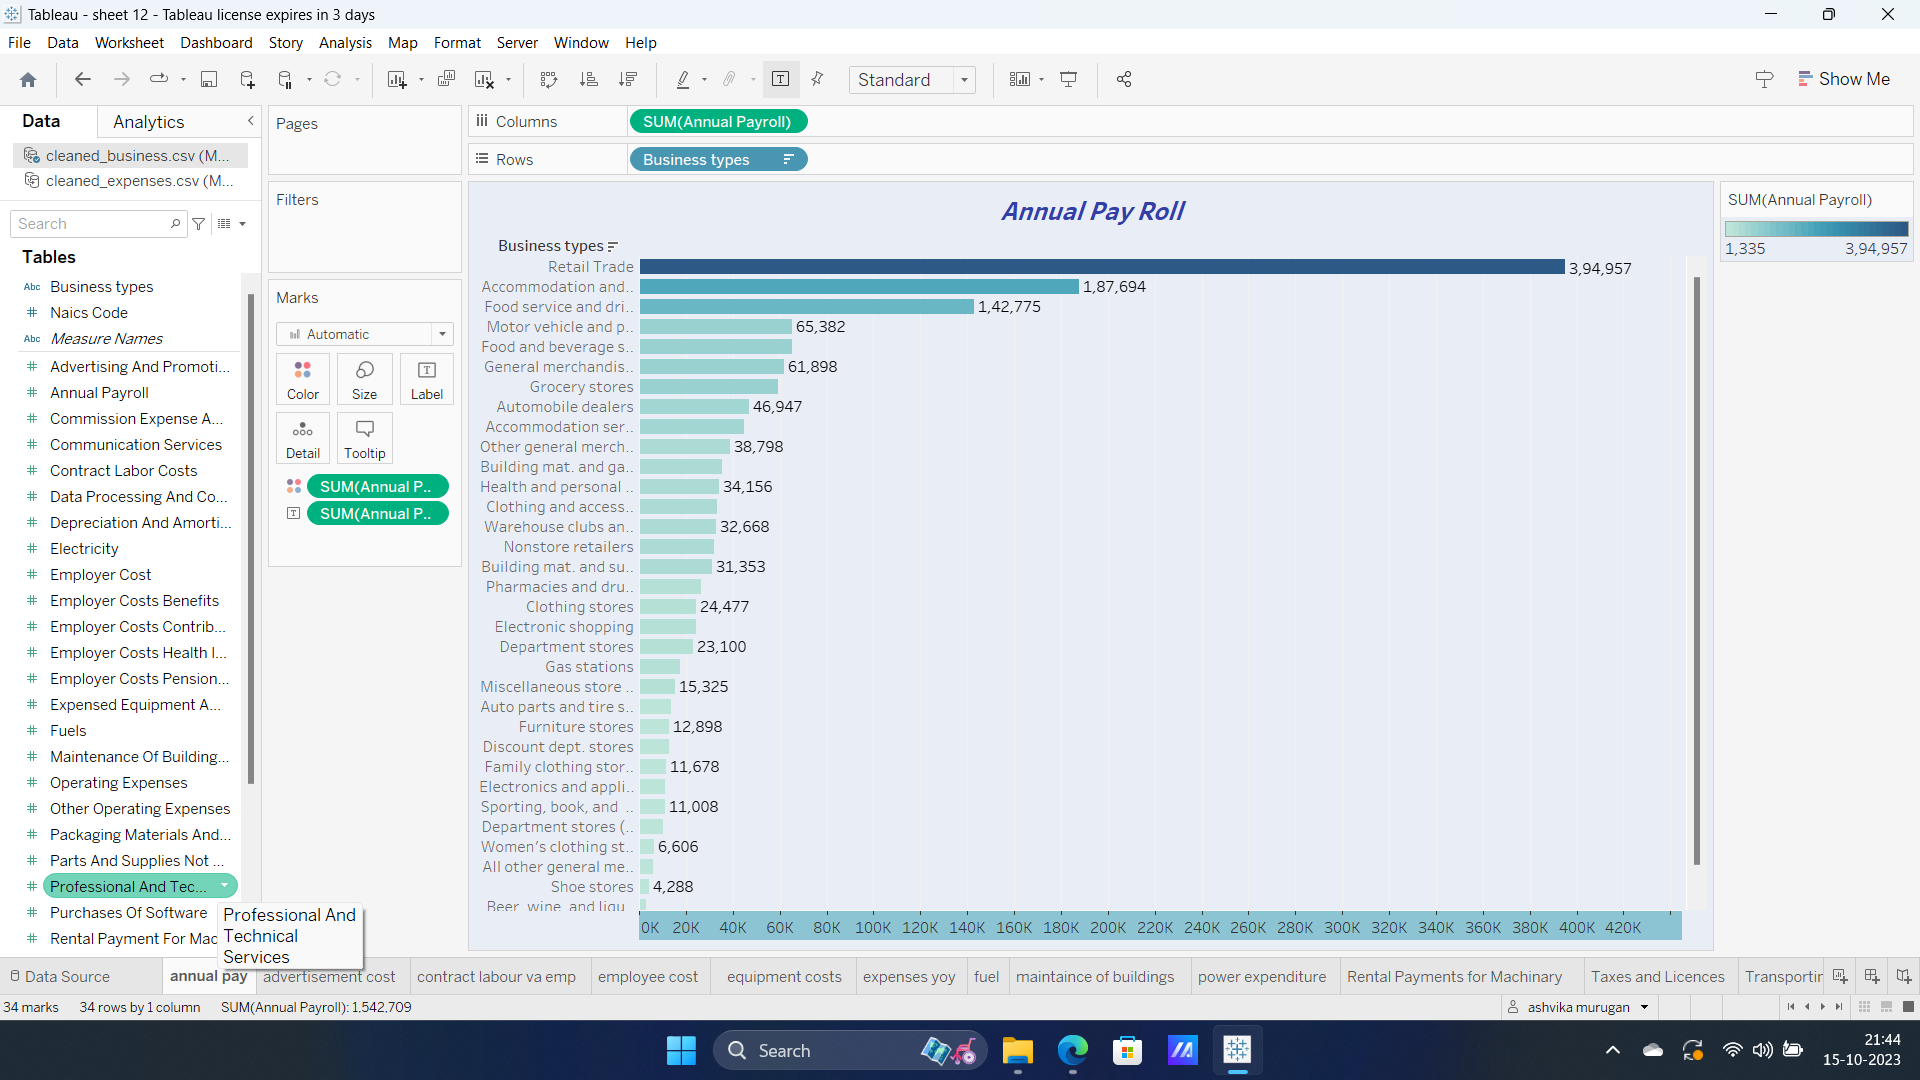 Tableau - sheet 12 - Tableau license expires in 3 days
File Data Worksheet Dashboard Story Analysis Map Format Server Window Help
Standard
Show Me
Data Analytics
cleaned_business.csv (M...
cleaned_expenses.csv (M...
Search
Tables
Abc Business types
# Naics Code
Abc Measure Names
# Advertising And Promoti...
# Annual Payroll
# Commission Expense A...
# Communication Services
# Contract Labor Costs
# Data Processing And Co...
# Depreciation And Amorti...
# Electricity
# Employer Cost
# Employer Costs Benefits
# Employer Costs Contrib...
# Employer Costs Health I...
# Employer Costs Pension...
# Expensed Equipment A...
# Fuels
# Maintenance Of Building...
# Operating Expenses
# Other Operating Expenses
# Packaging Materials And...
# Parts And Supplies Not ...
# Professional And Tec...
# Purchases Of Software
# Rental Payment For Mac
Professional And
Technical
Services
Pages
Filters
Marks
Automatic
Color Size Label
Detail Tooltip
SUM(Annual P..
SUM(Annual P..
Columns SUM(Annual Payroll)
Rows Business types
Annual Pay Roll
Business types
Retail Trade 3,94,957
Accommodation and.. 1,87,694
Food service and dri.. 1,42,775
Motor vehicle and p.. 65,382
Food and beverage s..
General merchandis.. 61,898
Grocery stores
Automobile dealers 46,947
Accommodation ser..
Other general merch.. 38,798
Building mat. and ga..
Health and personal .. 34,156
Clothing and access..
Warehouse clubs an.. 32,668
Nonstore retailers
Building mat. and su.. 31,353
Pharmacies and dru..
Clothing stores 24,477
Electronic shopping
Department stores 23,100
Gas stations
Miscellaneous store .. 15,325
Auto parts and tire s..
Furniture stores 12,898
Discount dept. stores
Family clothing stor.. 11,678
Electronics and appli..
Sporting, book, and .. 11,008
Department stores (..
Women's clothing st.. 6,606
All other general me..
Shoe stores 4,288
Beer, wine, and liqu..
0K 20K 40K 60K 80K 100K 120K 140K 160K 180K 200K 220K 240K 260K 280K 300K 320K 340K 360K 380K 400K 420K
SUM(Annual Payroll)
1,335 3,94,957
Data Source annual pay advertisement cost contract labour va emp employee cost equipment costs expenses yoy fuel maintaince of buildings power expenditure Rental Payments for Machinary Taxes and Licences Transportin
34 marks 34 rows by 1 column SUM(Annual Payroll): 1,542,709
ashvika murugan
Search
21:44
15-10-2023